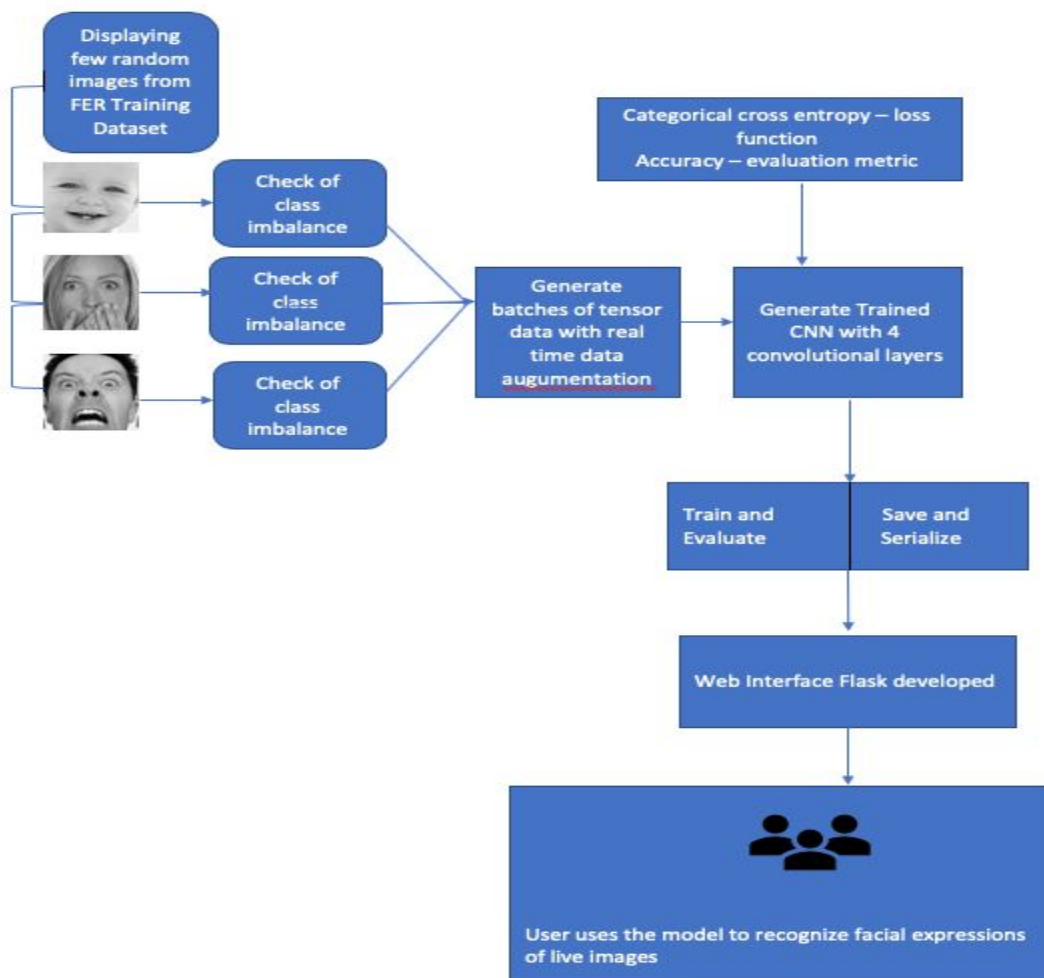 Displaying
few random
images from
FER Training
Dataset
Check of
class
imbalance
Check of
class
imbalance
Check of
class
imbalance
Generate
batches of tensor
data with real
time data
augumentation
Categorical cross entropy – loss
function
Accuracy – evaluation metric
Generate Trained
CNN with 4
convolutional layers
Train and
Evaluate
Save and
Serialize
Web Interface Flask developed
User uses the model to recognize facial expressions
of live images